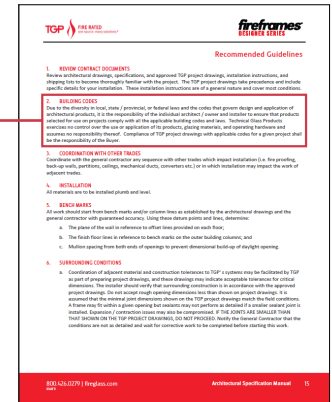 TGP FIRE RATED
fireframes®
DESIGNER SERIES
Recommended Guidelines
1. REVIEW CONTRACT DOCUMENTS
Review architectural drawings, specifications, and approved TGP project drawings, installation instructions, and
shipping lists to become thoroughly familiar with the project. The TGP project drawings take precedence and include
specific details for your installation. These installation instructions are of a general nature and cover most conditions.
2. BUILDING CODES
Due to the diversity in local, state / provincial, or federal laws and the codes that govern design and application of
architectural products, it is the responsibility of the individual architect / owner and installer to ensure that products
selected for use on projects comply with all the applicable building codes and laws. Technical Glass Products
exercises no control over the use or application of its products, glazing materials, and operating hardware and
assumes no responsibility thereof. Compliance of TGP project drawings with applicable codes for a given project shall
be the responsibility of the Buyer.
3. COORDINATION WITH OTHER TRADES
Coordinate with the general contractor any sequence with other trades which impact installation (i.e. fire proofing,
back-up walls, partitions, ceilings, mechanical ducts, converters etc.) or in which installation may impact the work of
adjacent trades.
4. INSTALLATION
All materials are to be installed plumb and level.
5. BENCH MARKS
All work should start from bench marks and/or column lines as established by the architectural drawings and the
general contractor with guaranteed accuracy. Using these datum points and lines, determine:
a. The plane of the wall in reference to offset lines provided on each floor;
b. The finish floor lines in reference to bench marks on the outer building columns; and
c. Mullion spacing from both ends of openings to prevent dimensional build-up of daylight opening.
6. SURROUNDING CONDITIONS
a. Coordination of adjacent material and construction tolerances to TGP's systems may be facilitated by TGP
as part of preparing project drawings, and these drawings may indicate acceptable tolerances for critical
dimensions. The installer should verify that surrounding construction is in accordance with the approved
project drawings. Do not accept rough opening dimensions less than shown on project drawings. It is
assumed that the minimal joint dimensions shown on the TGP project drawings match the field conditions.
A frame may fit within a given opening but sealants may not perform as detailed if a smaller sealant joint is
installed. Expansion / contraction issues may also be compromised. IF THE JOINTS ARE SMALLER THAN
THAT SHOWN ON THE TGP PROJECT DRAWINGS, DO NOT PROCEED. Notify the General Contractor that the
conditions are not as detailed and wait for corrective work to be completed before starting this work.
800.426.0279 | fireglass.com
Architectural Specification Manual 15